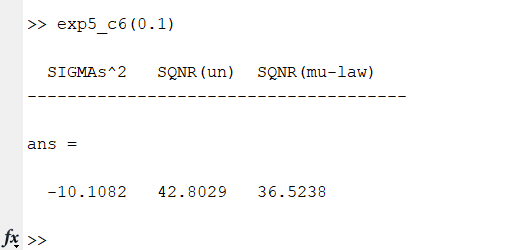 >> exp5_c6(0.1)
SIGMAs^2 SQNR(un) SQNR(mu-law)
---------------------------------------
ans =
-10.1082 42.8029 36.5238
fx >>